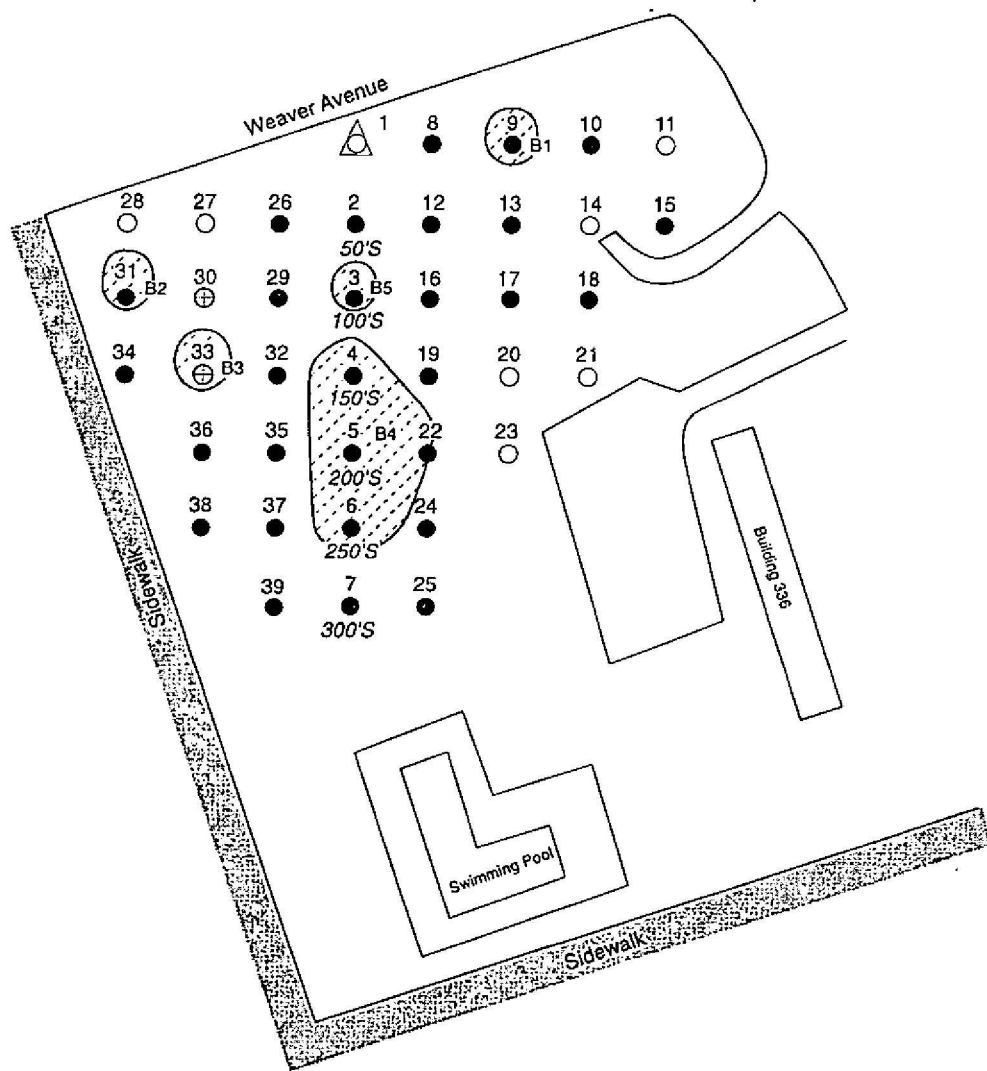 Weaver Avenue
1 8 9 10 11
B1
28 27 26 2 12 13 14 15
50'S
31 30 29 3 16 17 18
B2 B5
100'S
34 33 32 4 19 20 21
B3
150'S
36 35 5 B4 22 23
200'S
38 37 6 24
250'S
39 7 25
300'S
Sidewalk
Building 336
Swimming Pool
Sidewalk